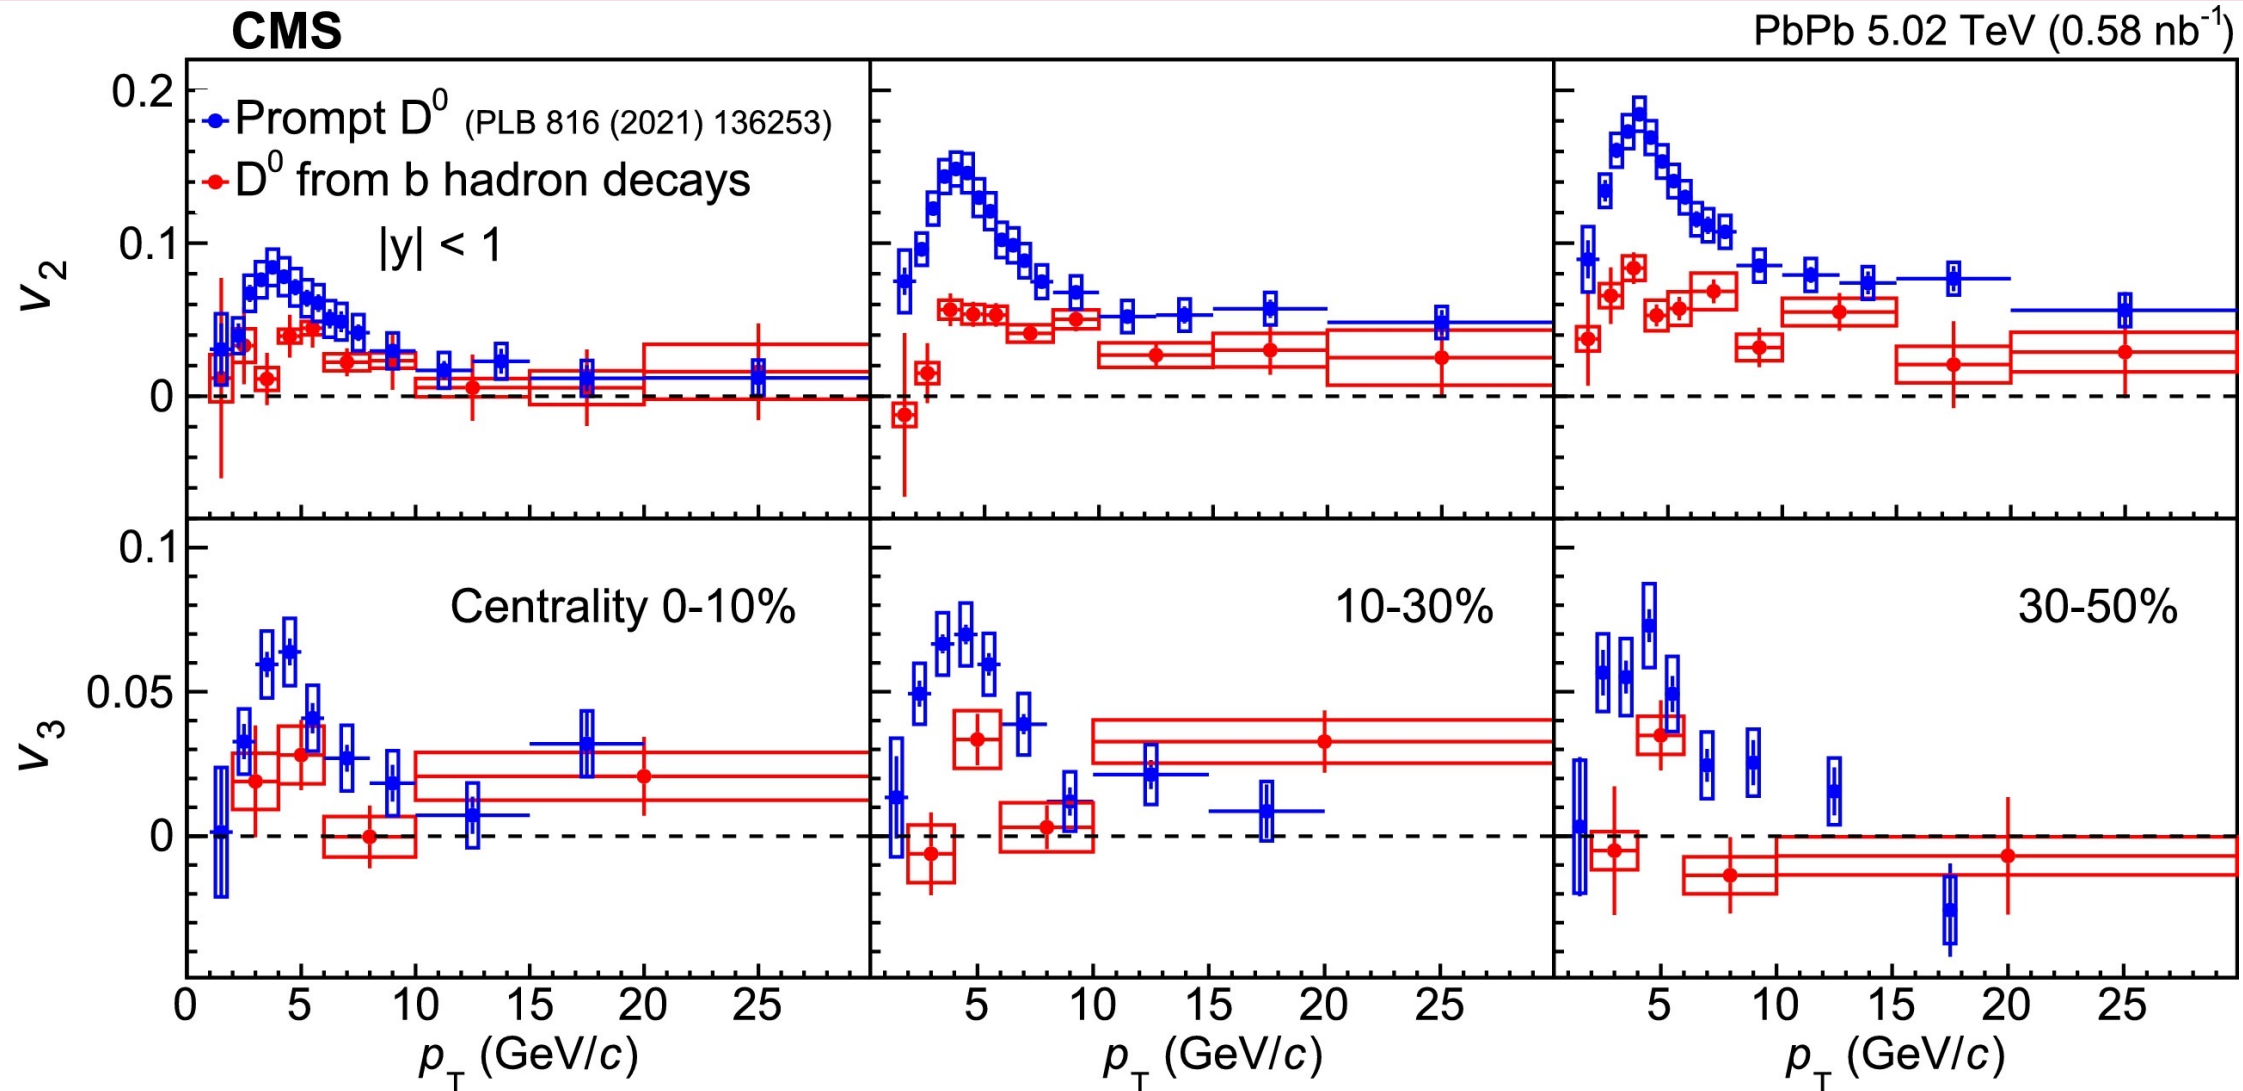 CMS
PbPb 5.02 TeV (0.58 nb⁻¹)
Prompt D⁰ (PLB 816 (2021) 136253)
D⁰ from b hadron decays
|y| < 1
v₂
0.2
0.1
0
v₃
0.1
0.05
0
Centrality 0-10%
10-30%
30-50%
0 5 10 15 20 25
5 10 15 20 25
5 10 15 20 25
p_T (GeV/c)
p_T (GeV/c)
p_T (GeV/c)